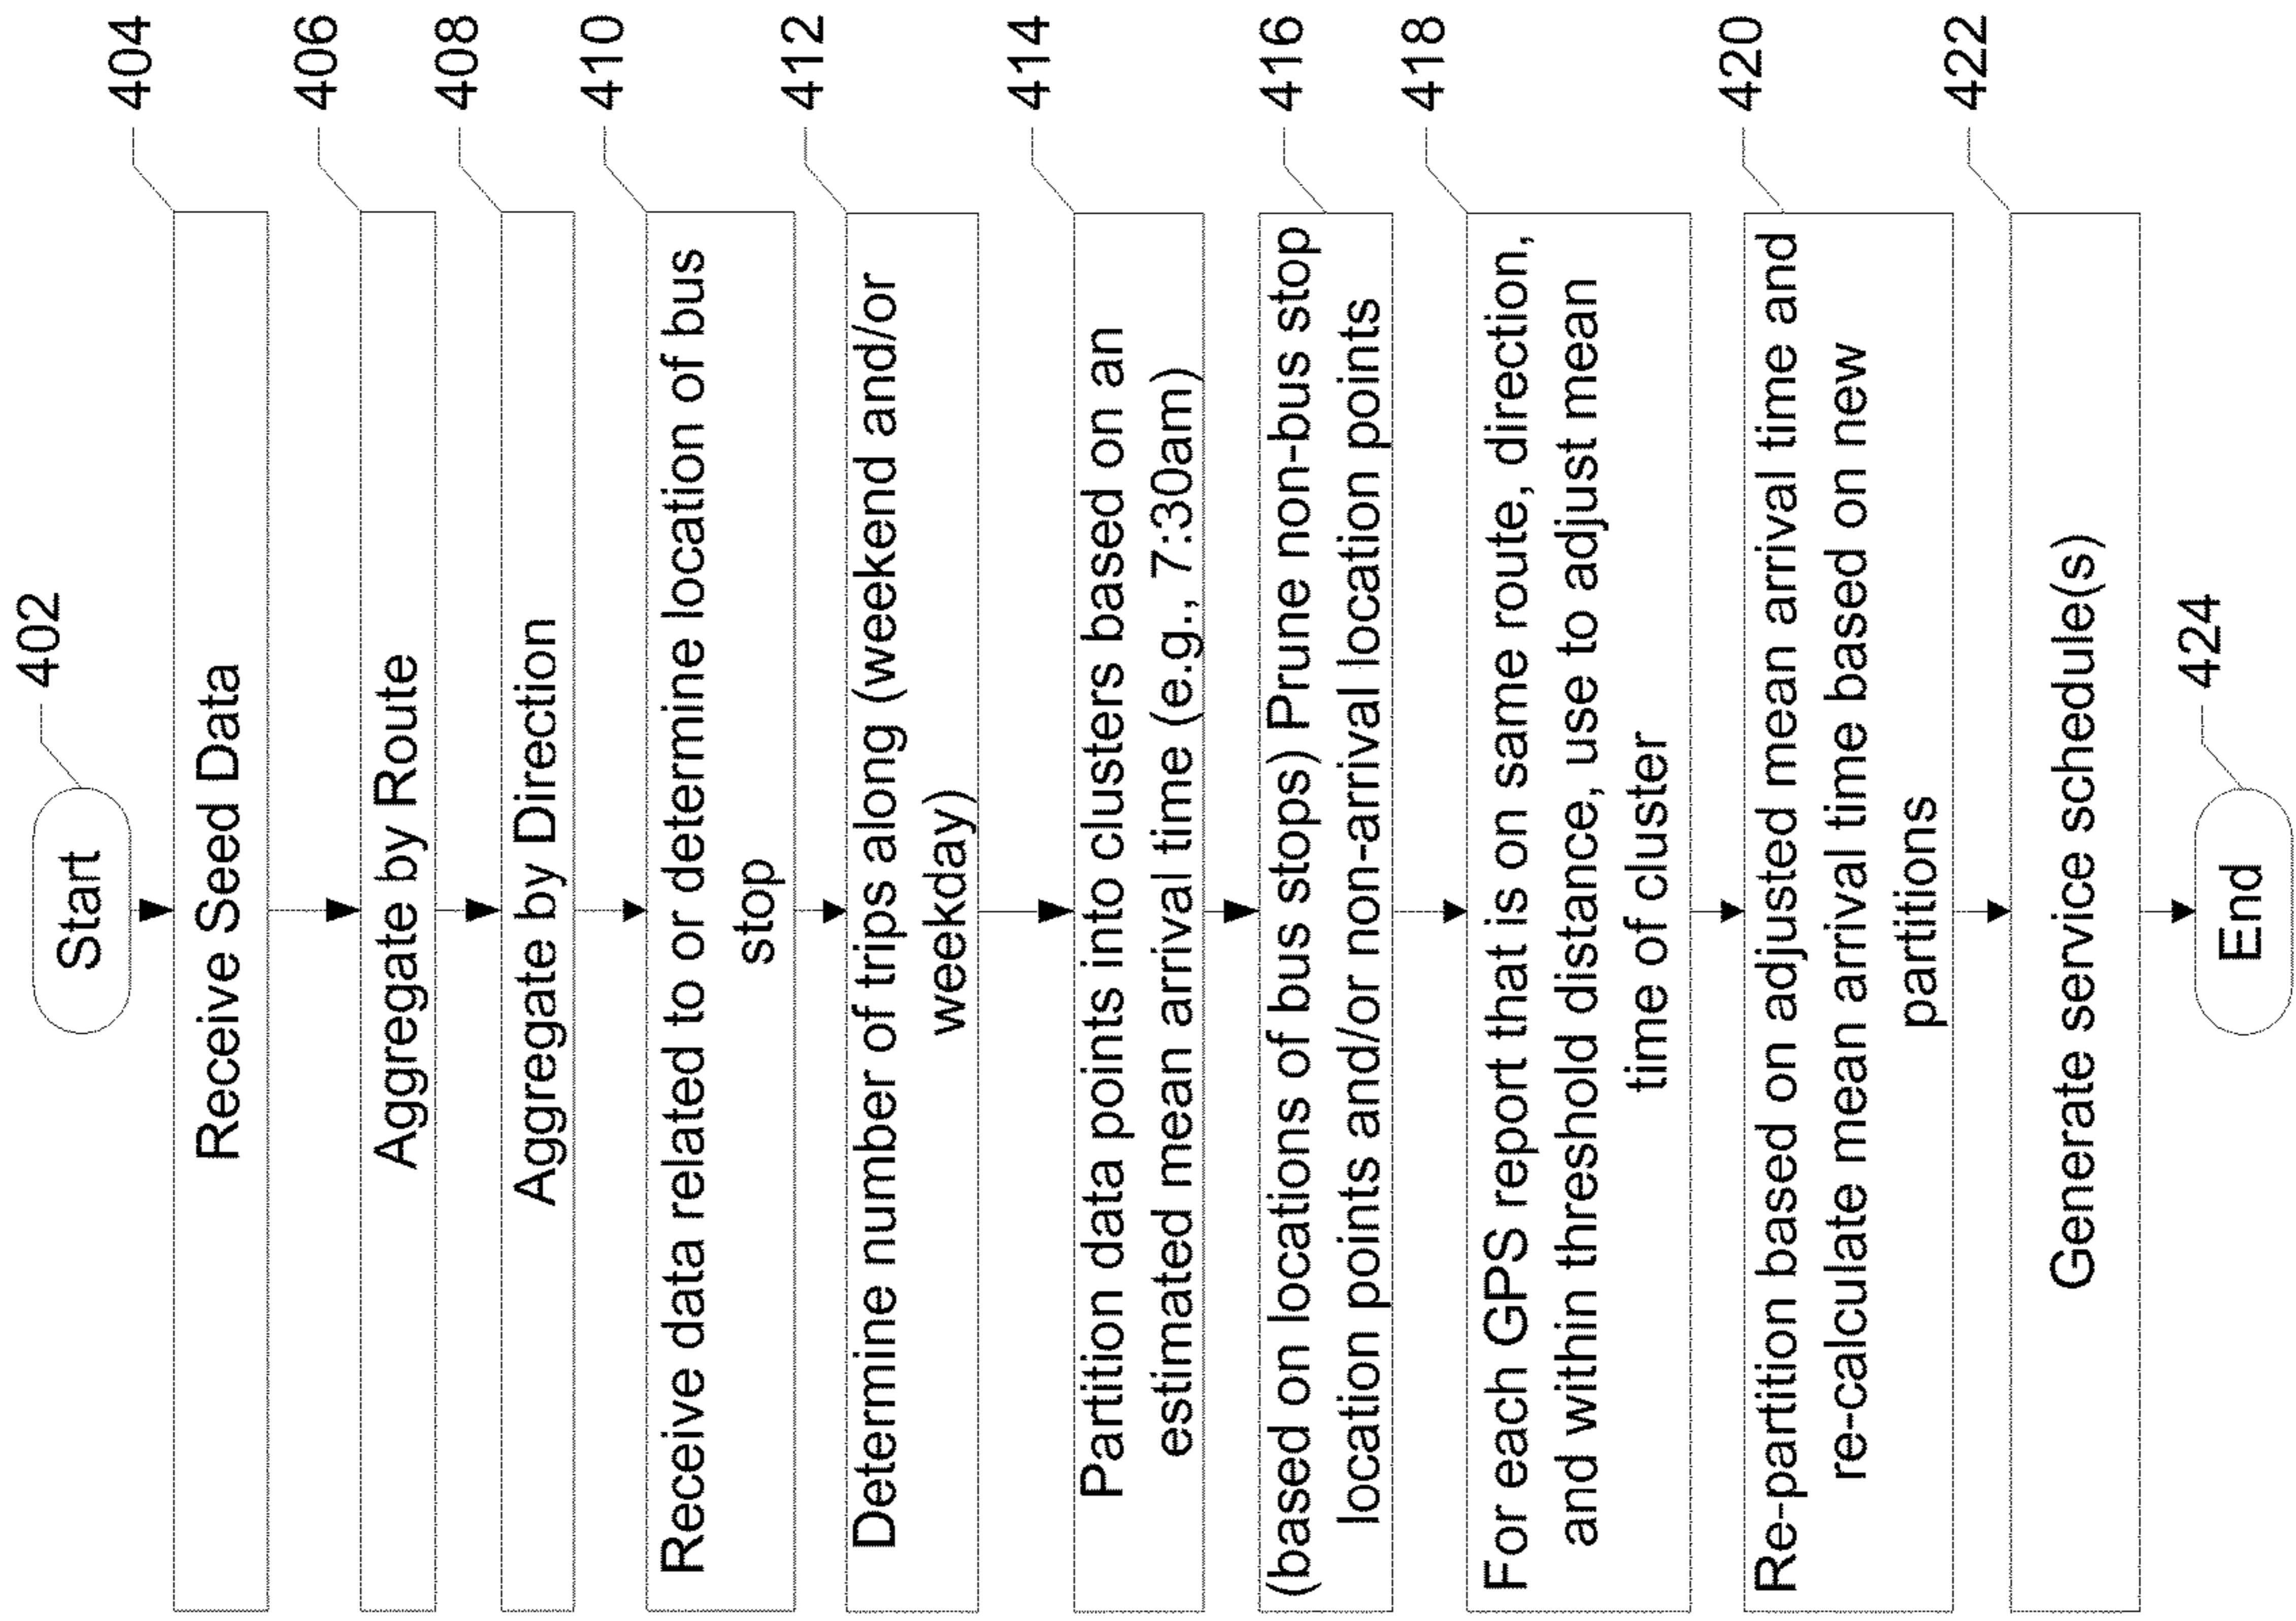 402
Start
404
Receive Seed Data
406
Aggregate by Route
408
Aggregate by Direction
410
Receive data related to or determine location of bus
stop
412
Determine number of trips along (weekend and/or
weekday)
414
Partition data points into clusters based on an
estimated mean arrival time (e.g., 7:30am)
416
(based on locations of bus stops) Prune non-bus stop
location points and/or non-arrival location points
418
For each GPS report that is on same route, direction,
and within threshold distance, use to adjust mean
time of cluster
420
Re-partition based on adjusted mean arrival time and
re-calculate mean arrival time based on new
partitions
422
Generate service schedule(s)
424
End